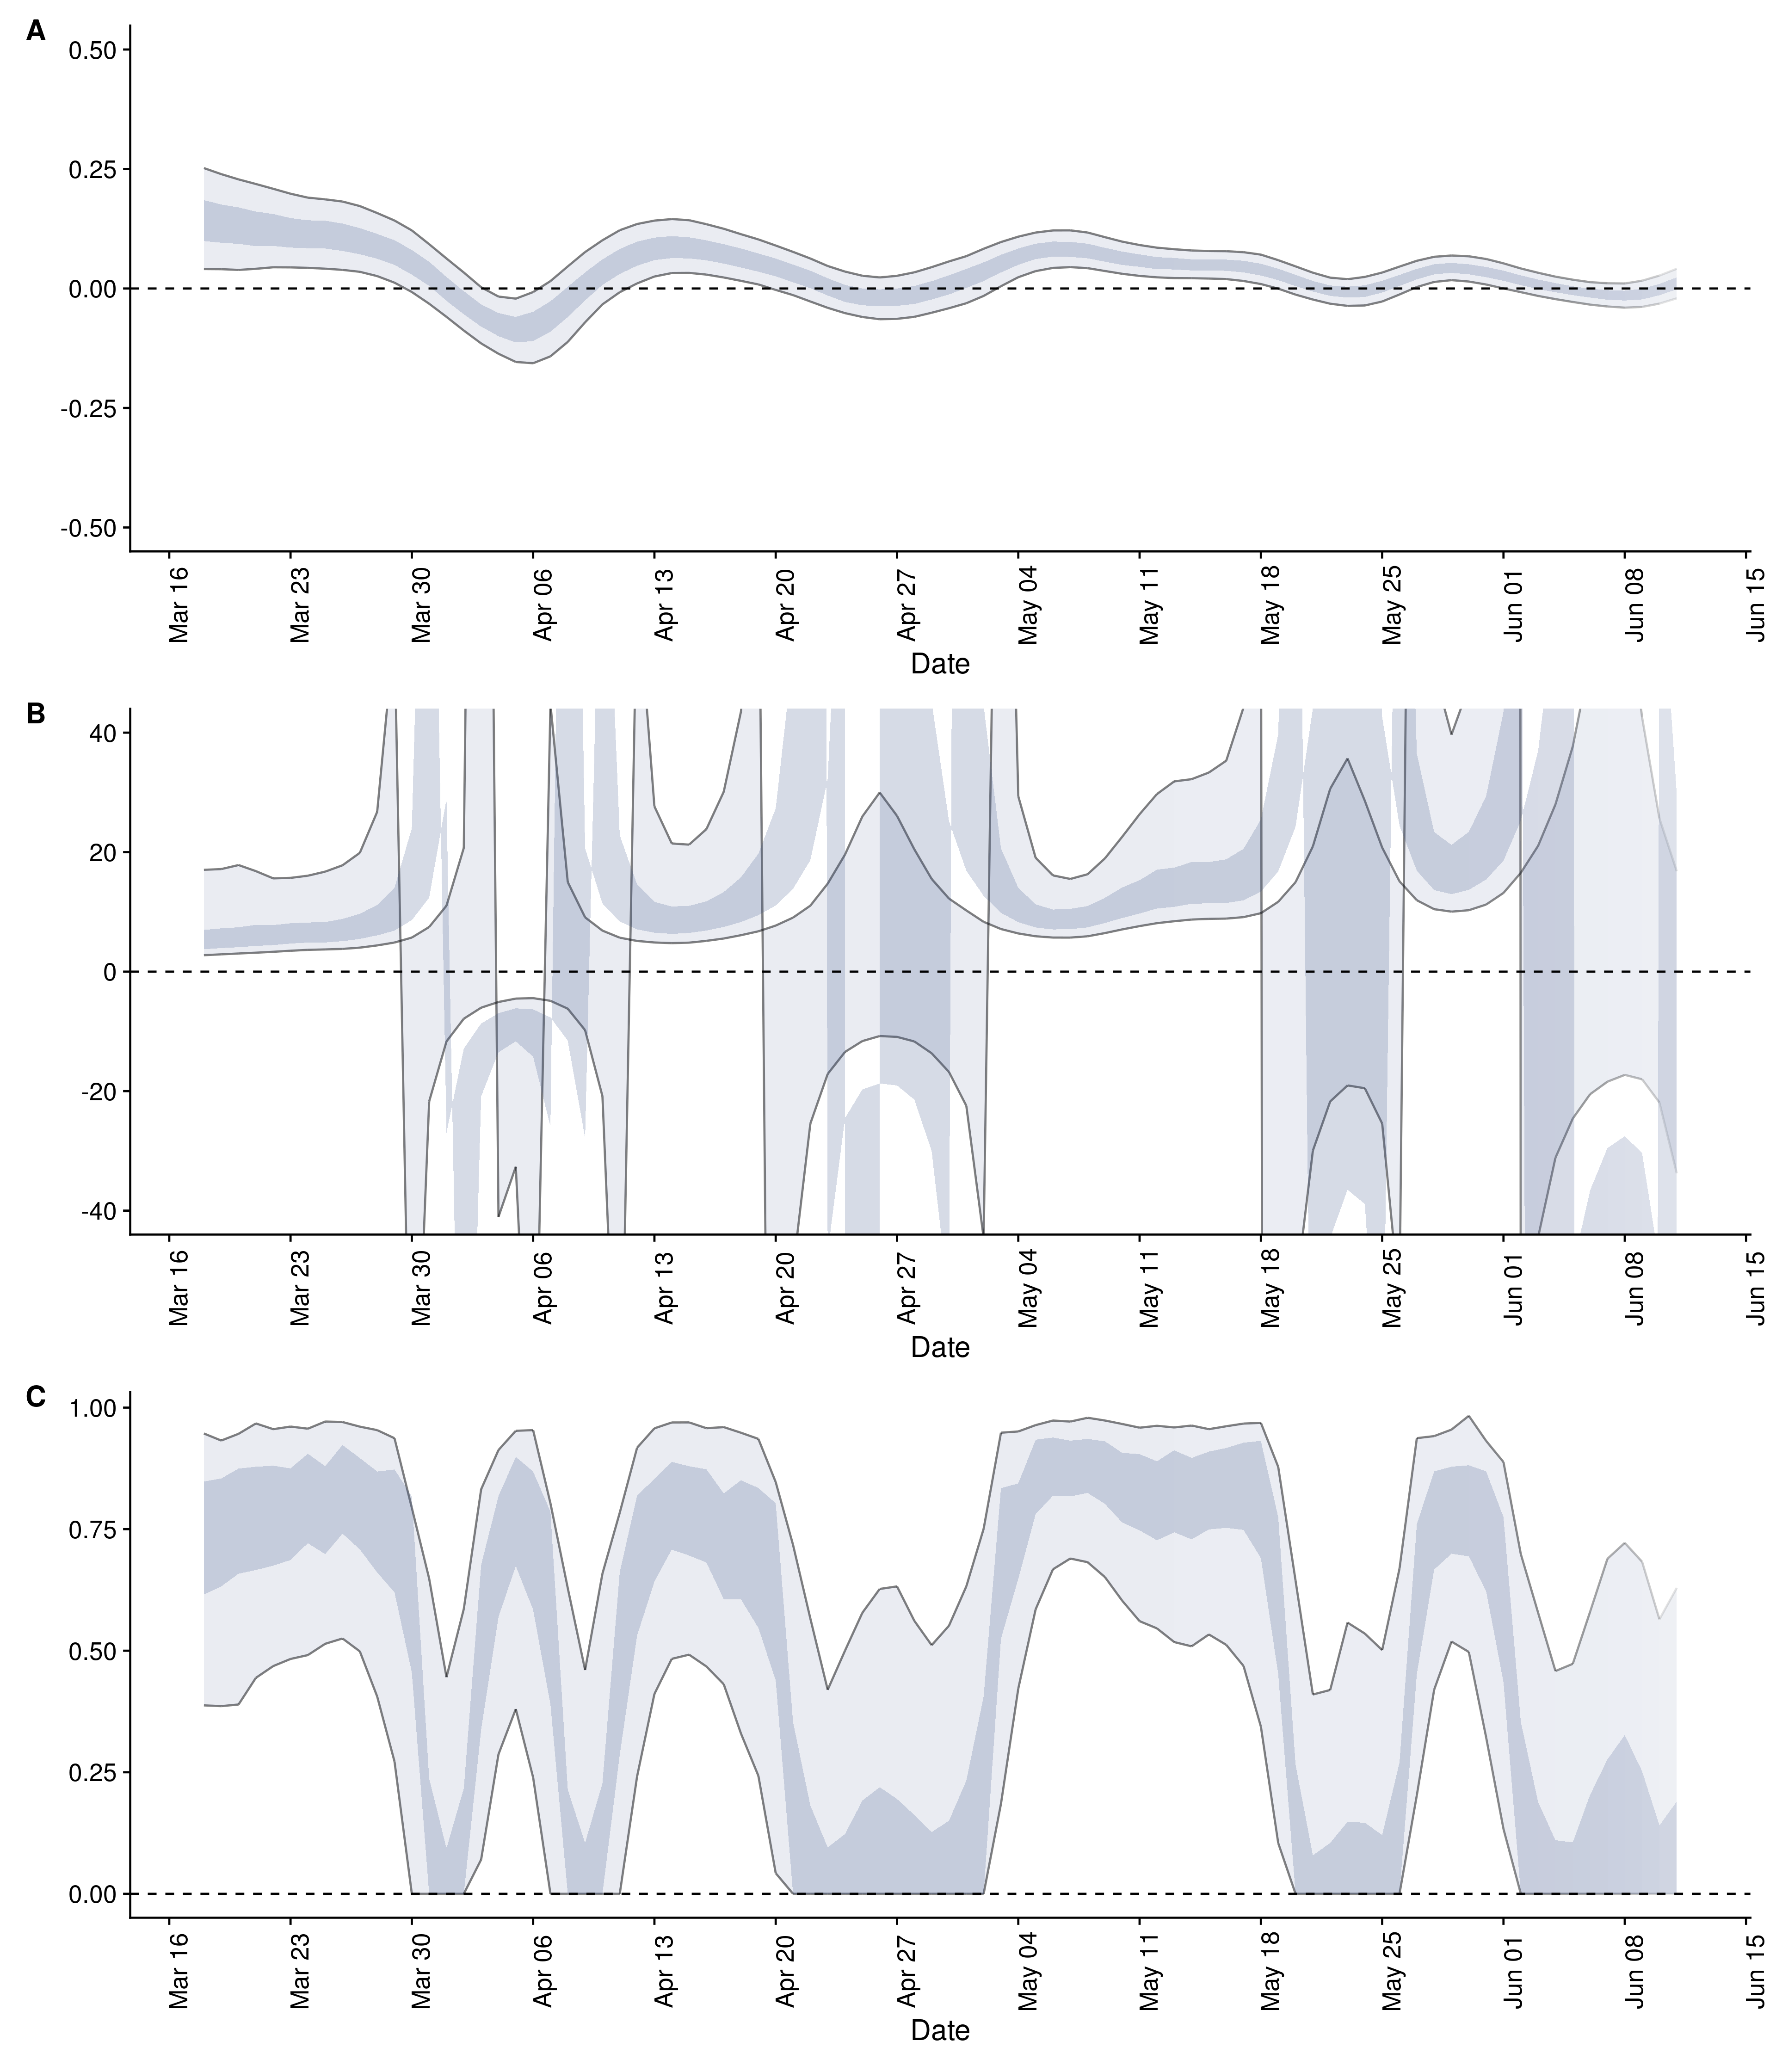 A
0.50
0.25
0.00
-0.25
-0.50
Mar 16
Mar 23
Mar 30
Apr 06
Apr 13
Apr 20
Apr 27
May 04
May 11
May 18
May 25
Jun 01
Jun 08
Jun 15
Date
B
40
20
0
-20
-40
Mar 16
Mar 23
Mar 30
Apr 06
Apr 13
Apr 20
Apr 27
May 04
May 11
May 18
May 25
Jun 01
Jun 08
Jun 15
Date
C
1.00
0.75
0.50
0.25
0.00
Mar 16
Mar 23
Mar 30
Apr 06
Apr 13
Apr 20
Apr 27
May 04
May 11
May 18
May 25
Jun 01
Jun 08
Jun 15
Date